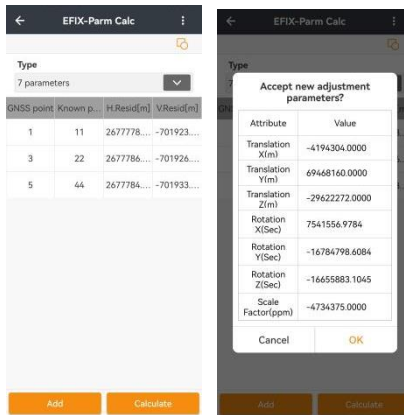 EFIX-Parm Calc
Type
7 parameters
GNSS point Known p... H.Resid[m] V.Resid[m]
1 11 2677778.... -701923....
3 22 2677786.... -701926....
5 44 2677784.... -701933....
Add Calculate
EFIX-Parm Calc
Type
Accept new adjustment
parameters?
Attribute Value
Translation
X(m) -4194304.0000
Translation
Y(m) 69468160.0000
Translation
Z(m) -29622272.0000
Rotation
X(Sec) 7541556.9784
Rotation
Y(Sec) -16784798.6084
Rotation
Z(Sec) -16655883.1045
Scale
Factor(ppm) -4734375.0000
Cancel OK
Add Calculate